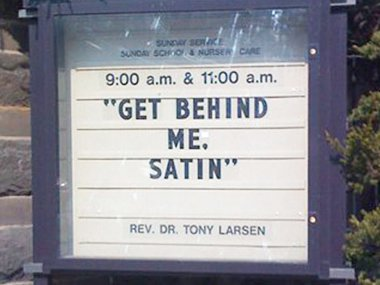 SUNDAY SERVICE
SUNDAY SCHOOL & NURSERY CARE
9:00 a.m. & 11:00 a.m.
"GET BEHIND
ME,
SATIN"
REV. DR. TONY LARSEN